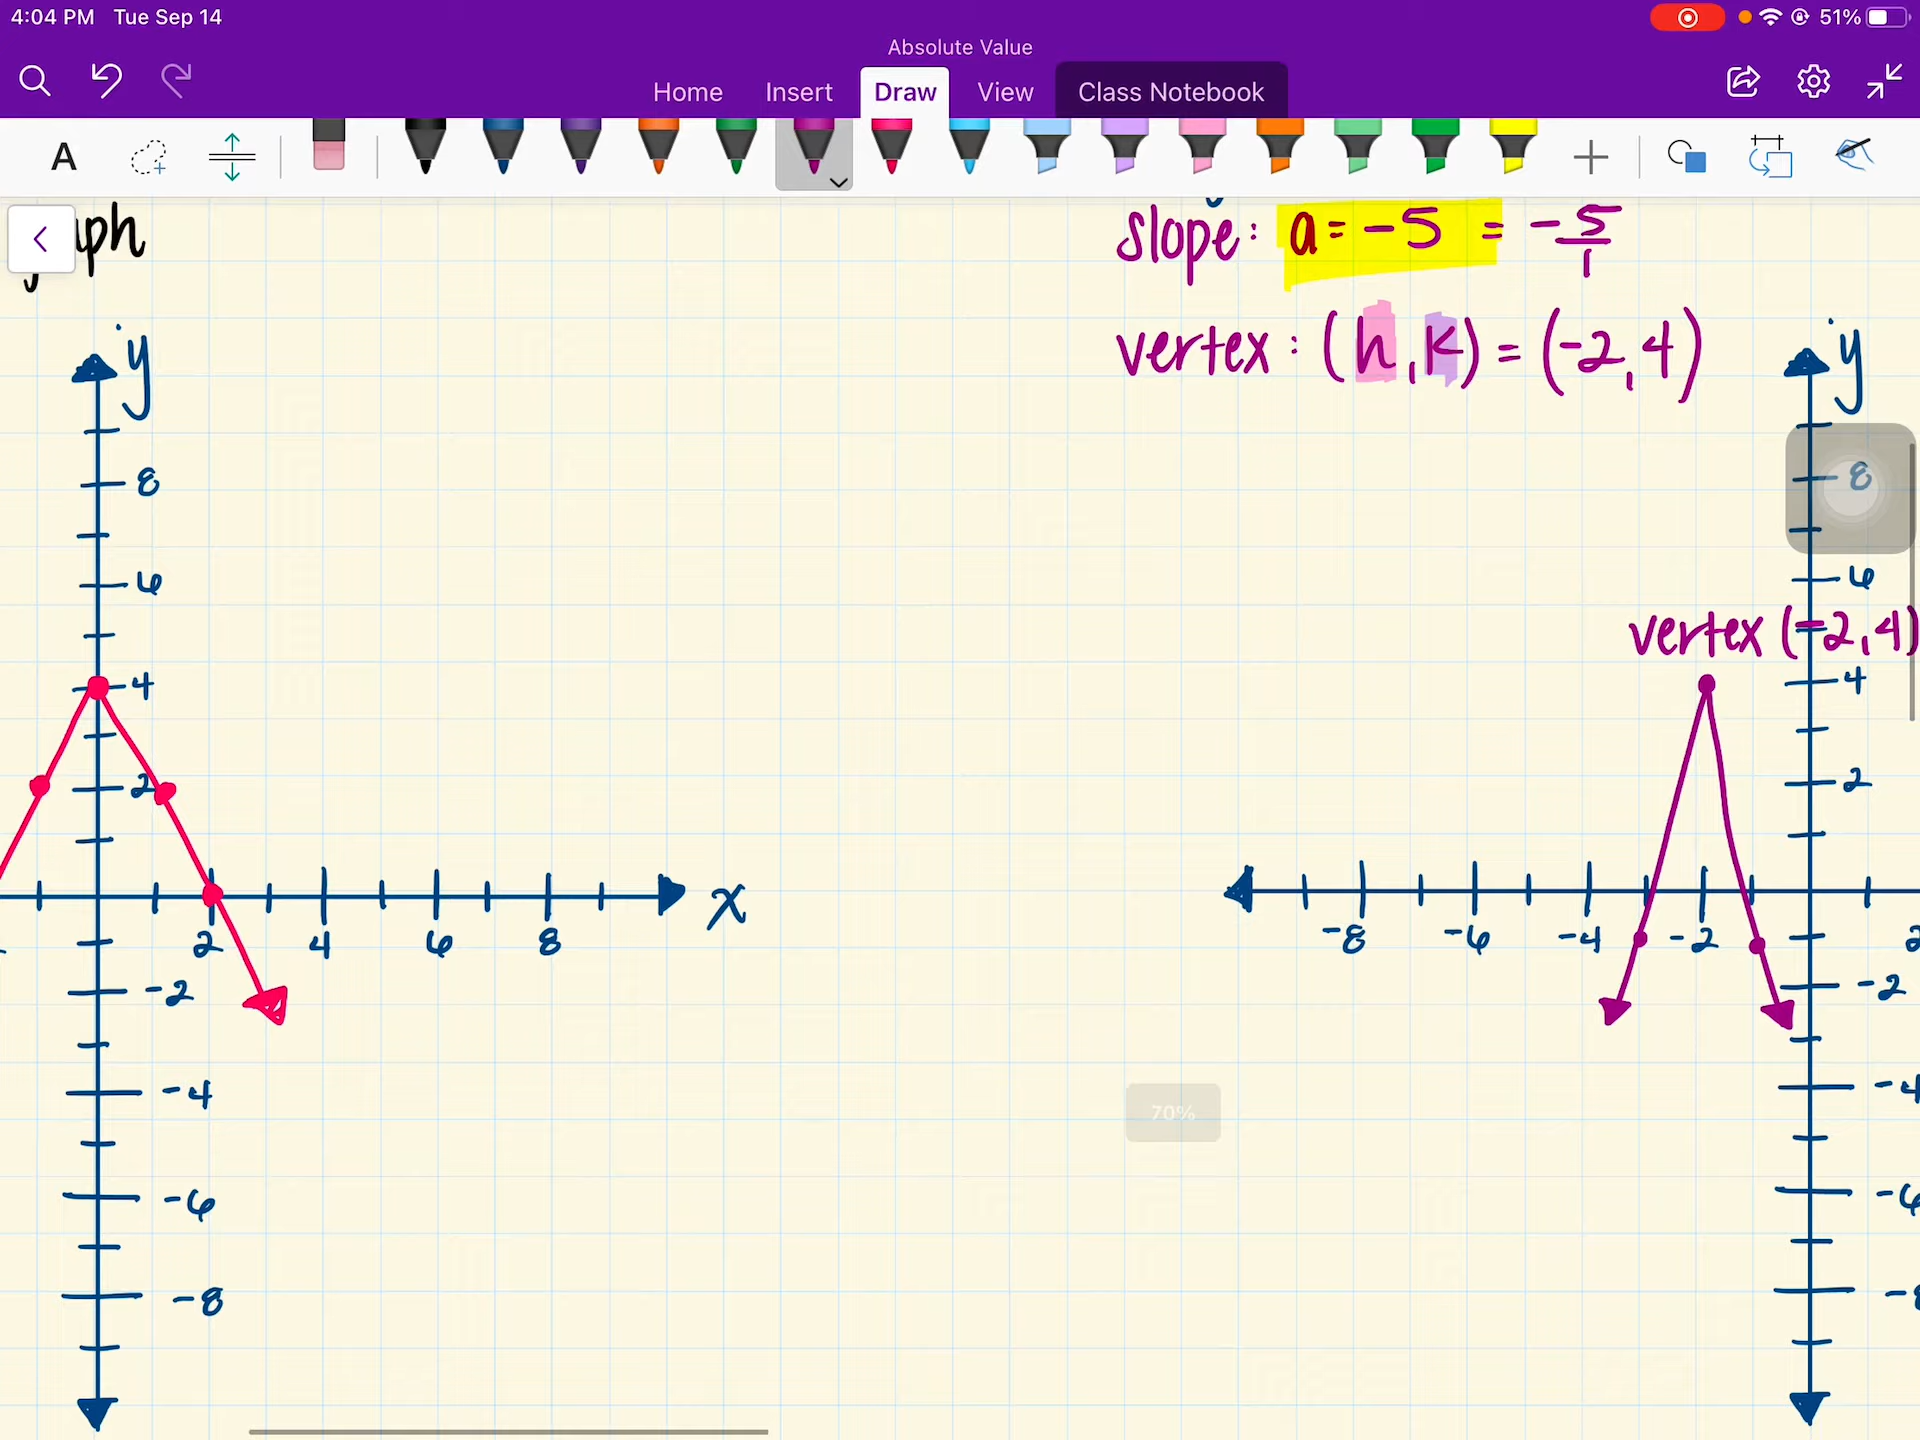 4:04 PM Tue Sep 14
51%
Absolute Value
Home Insert Draw View Class Notebook
A
slope: a = -5 = -5/1
vertex: (h, k) = (-2, 4)
y
8
6
4
2
2 4 6 8
x
-2
-4
-6
-8
y
8
6
vertex (-2, 4)
4
2
-8 -6 -4 -2
-2
-4
70%